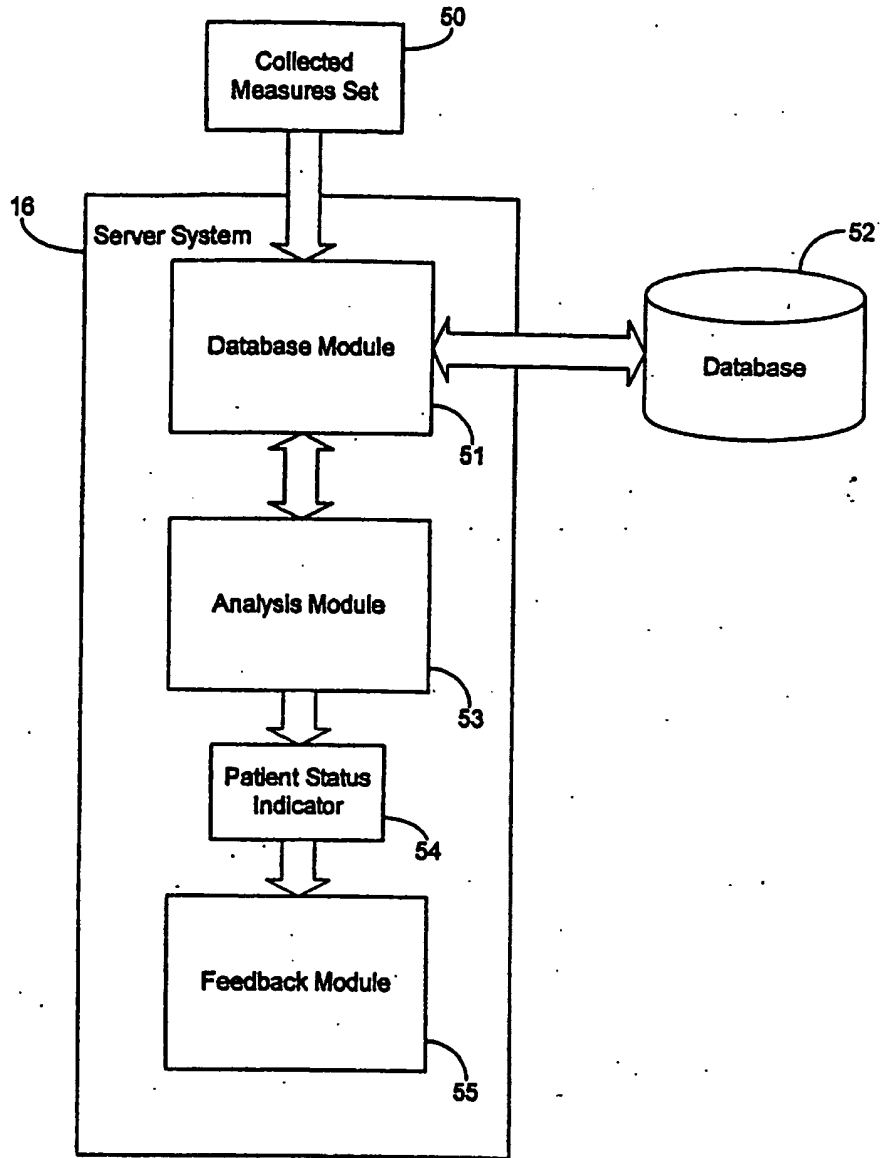 50
Collected
Measures Set
16
Server System
52
Database Module
Database
51
Analysis Module
53
Patient Status
Indicator
54
Feedback Module
55